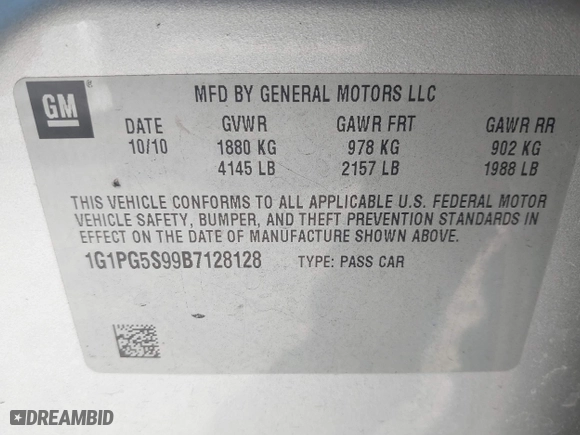 GM
®
MFD BY GENERAL MOTORS LLC
DATE GVWR GAWR FRT GAWR RR
10/10 1880 KG 978 KG 902 KG
4145 LB 2157 LB 1988 LB
THIS VEHICLE CONFORMS TO ALL APPLICABLE U.S. FEDERAL MOTOR
VEHICLE SAFETY, BUMPER, AND THEFT PREVENTION STANDARDS IN
EFFECT ON THE DATE OF MANUFACTURE SHOWN ABOVE.
1G1PG5S99B7128128 TYPE: PASS CAR
DREAMBID